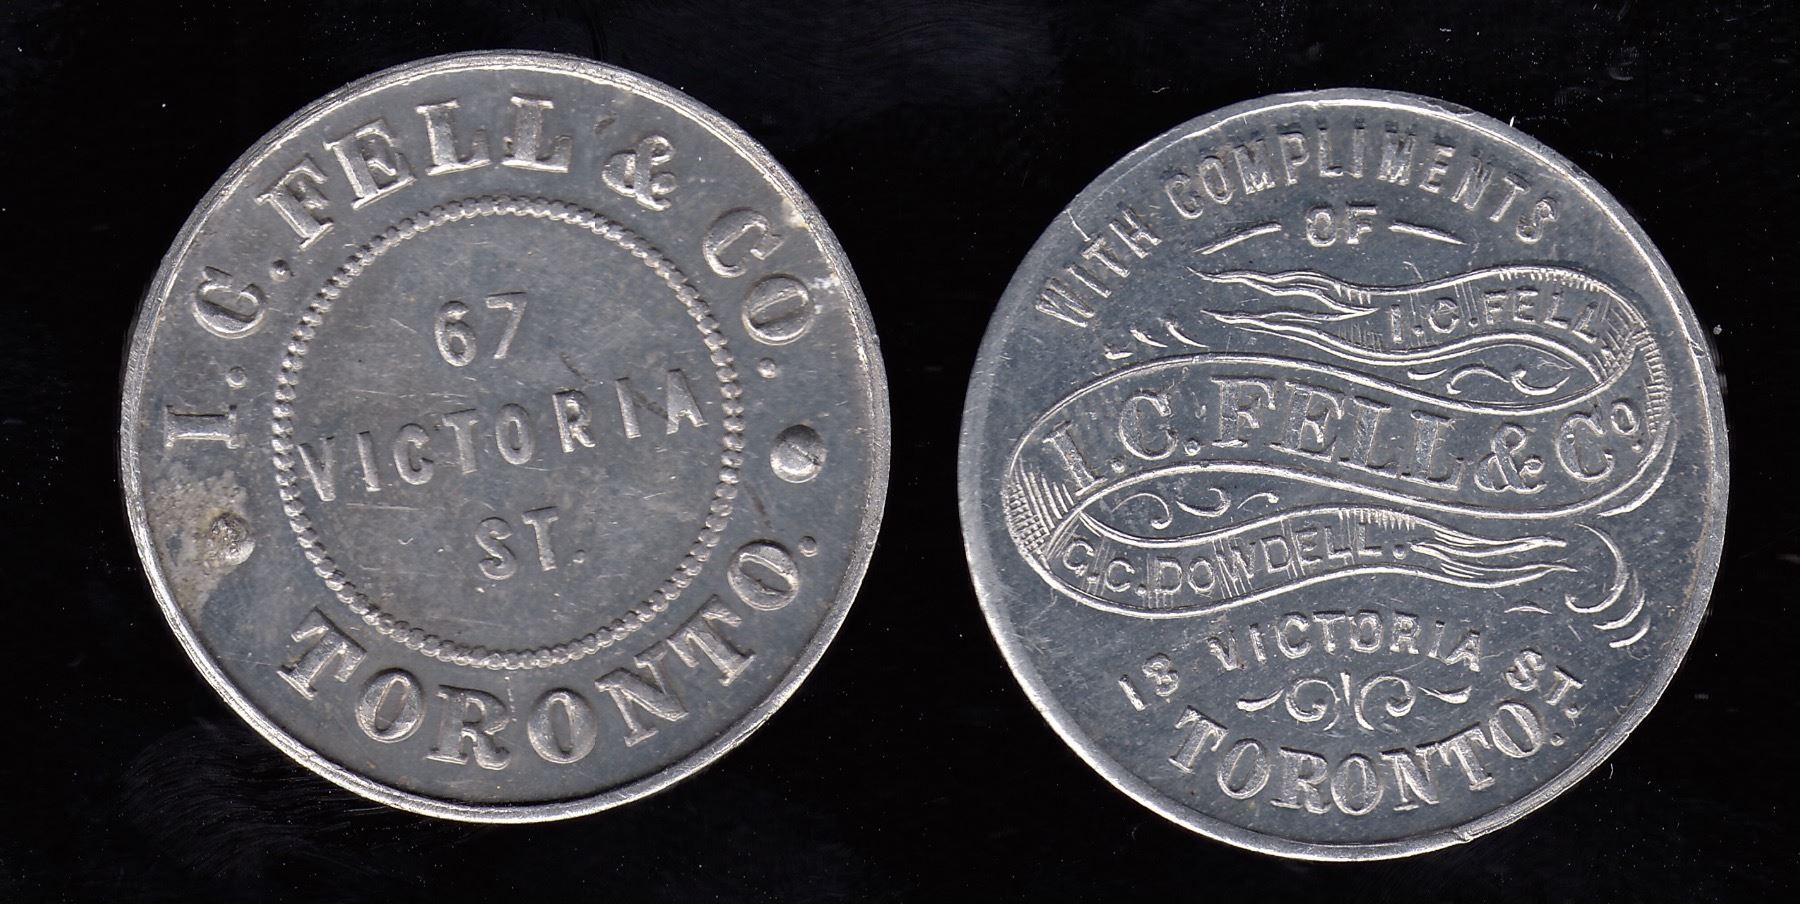 I. C. FELL & CO.
67
VICTORIA
ST.
TORONTO.
WITH COMPLIMENTS
OF
I.C.FELL
I.C.FELL & Co
G.C.DOWDELL.
13 VICTORIA ST.
TORONTO.